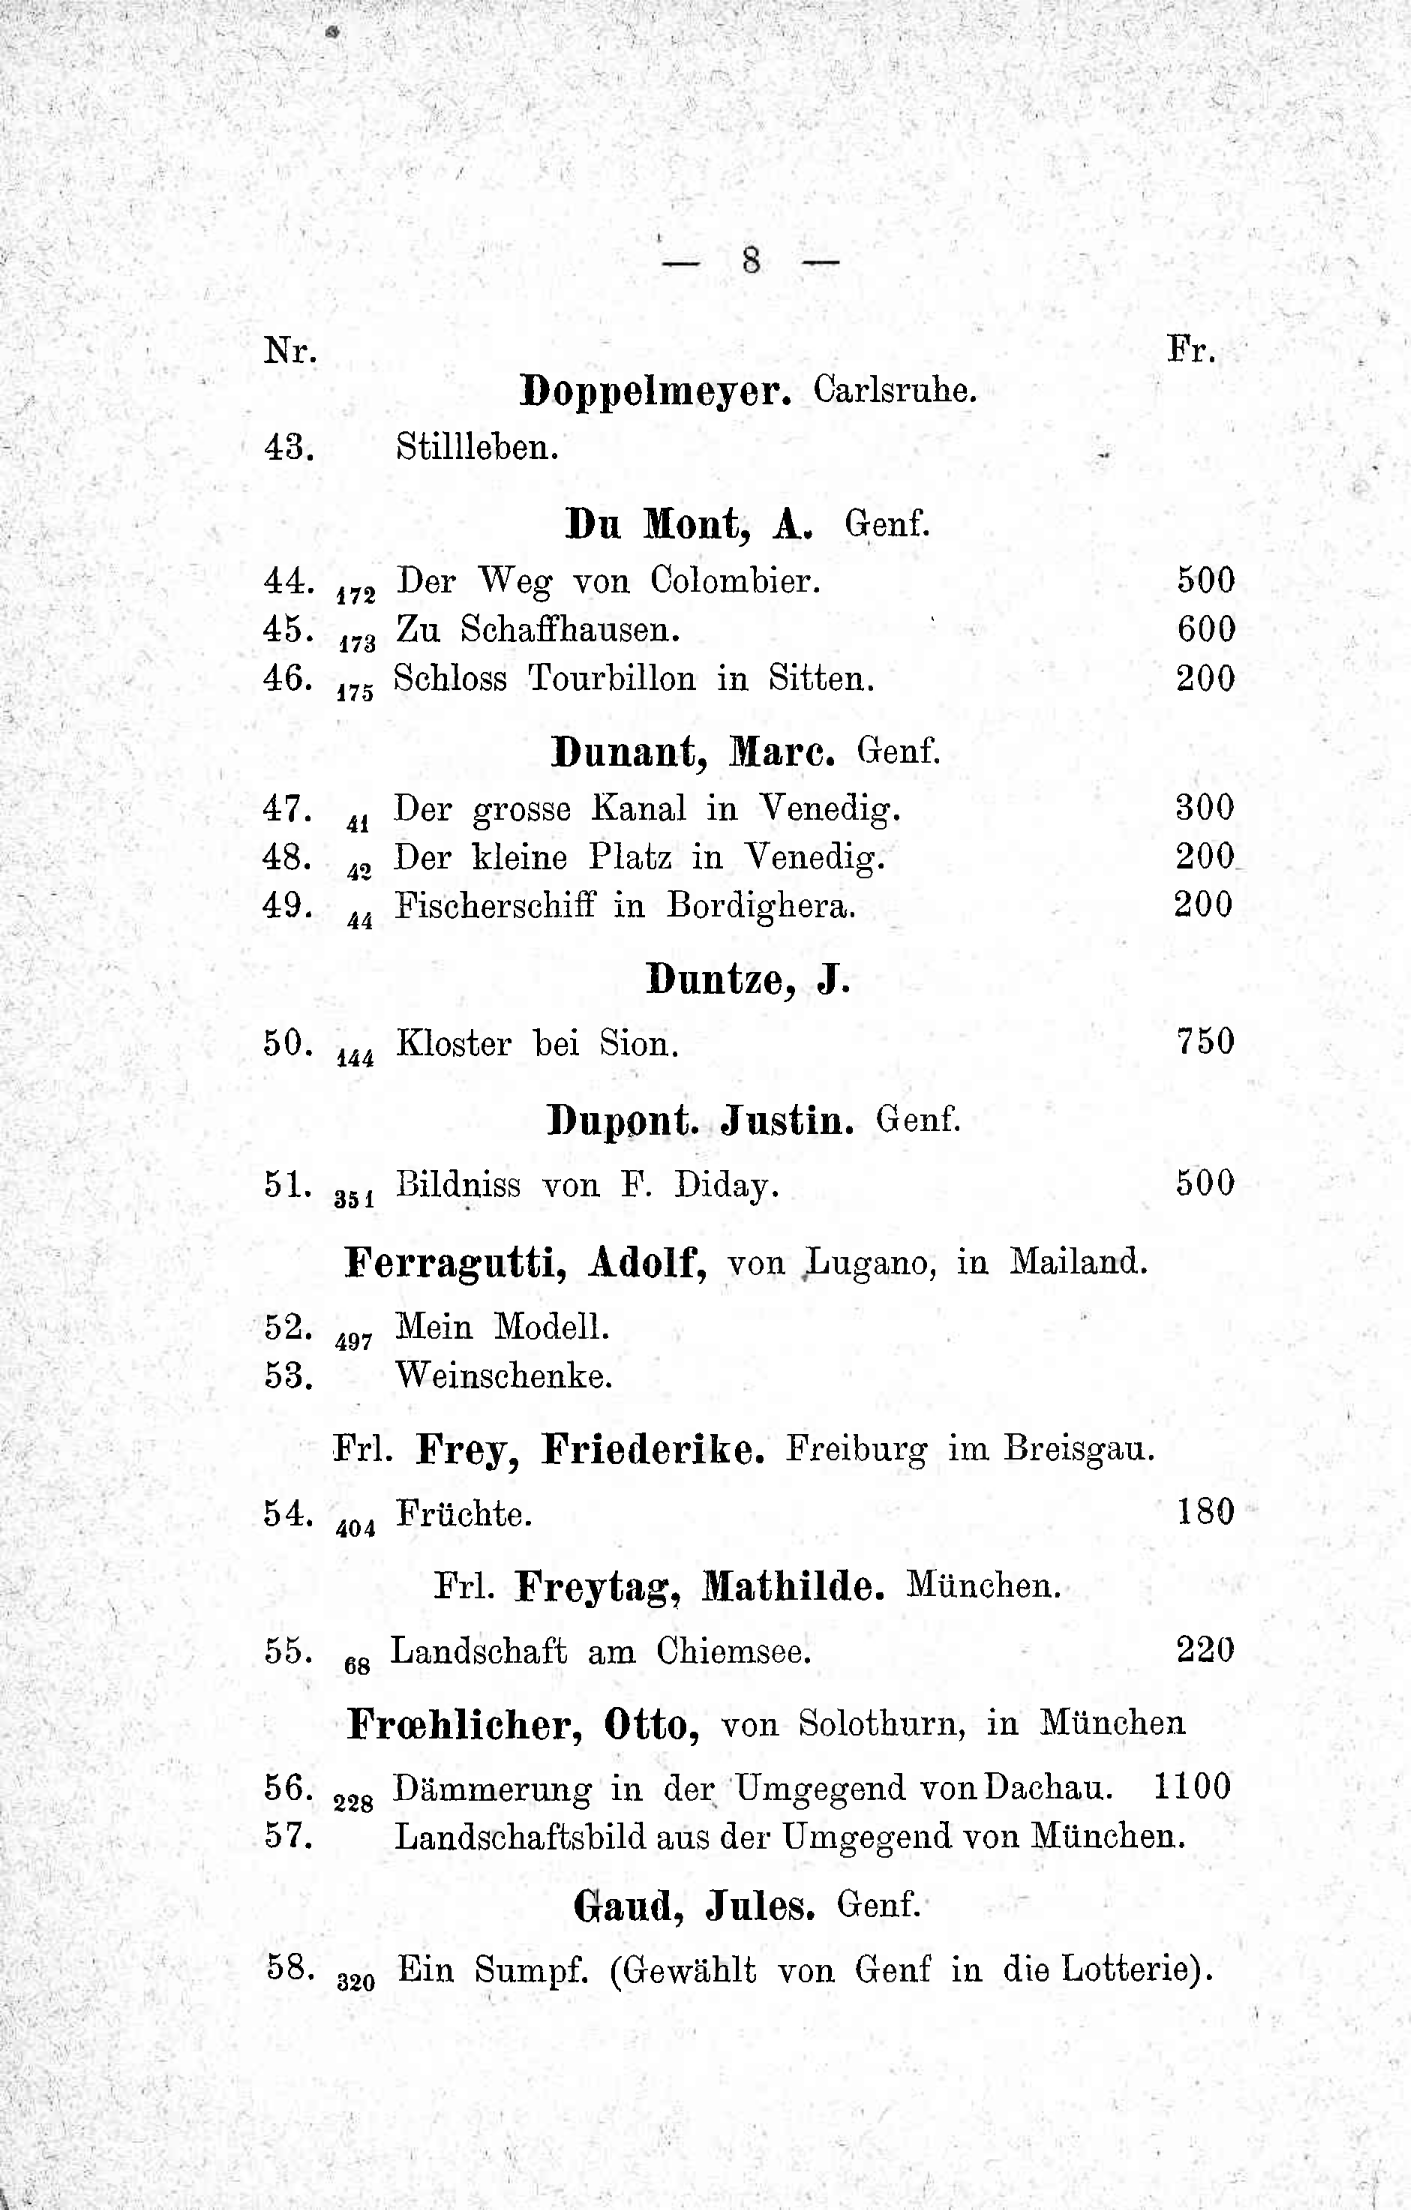 — 8 —
Nr. Fr.
Doppelmeyer. Carlsruhe.
43. Stillleben.
Du Mont, A. Genf.
44. 172 Der Weg von Colombier. 500
45. 173 Zu Schaffhausen. 600
46. 175 Schloss Tourbillon in Sitten. 200
Dunant, Marc. Genf.
47. 41 Der grosse Kanal in Venedig. 300
48. 42 Der kleine Platz in Venedig. 200
49. 44 Fischerschiff in Bordighera. 200
Duntze, J.
50. 144 Kloster bei Sion. 750
Dupont. Justin. Genf.
51. 351 Bildniss von F. Diday. 500
Ferragutti, Adolf, von Lugano, in Mailand.
52. 497 Mein Modell.
53. Weinschenke.
Frl. Frey, Friederike. Freiburg im Breisgau.
54. 404 Früchte. 180
Frl. Freytag, Mathilde. München.
55. 68 Landschaft am Chiemsee. 220
Frœhlicher, Otto, von Solothurn, in München
56. 228 Dämmerung in der Umgegend von Dachau. 1100
57. Landschaftsbild aus der Umgegend von München.
Gaud, Jules. Genf.
58. 320 Ein Sumpf. (Gewählt von Genf in die Lotterie).